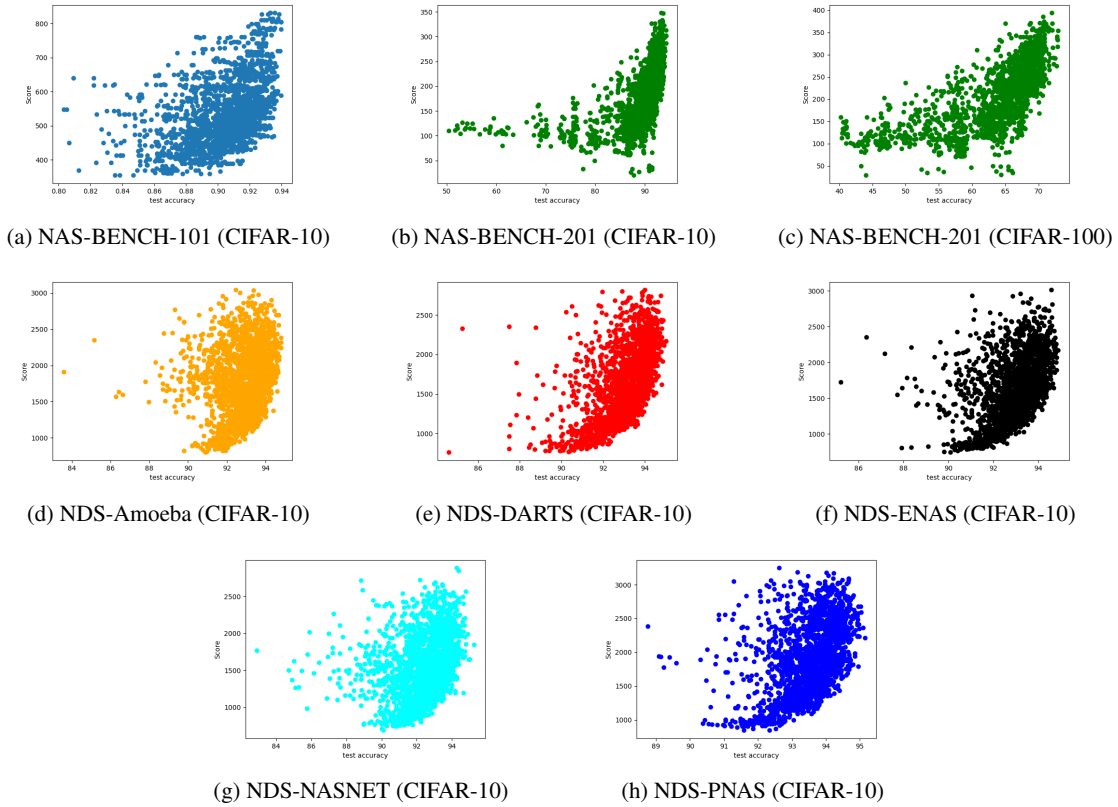 800
700
600
500
400
Score
0.80 0.82 0.84 0.86 0.88 0.90 0.92 0.94
test accuracy
(a) NAS-BENCH-101 (CIFAR-10)
350
300
250
200
150
100
50
Score
50 60 70 80 90
test accuracy
(b) NAS-BENCH-201 (CIFAR-10)
400
350
300
250
200
150
100
50
Score
40 45 50 55 60 65 70
test accuracy
(c) NAS-BENCH-201 (CIFAR-100)
3000
2500
2000
1500
1000
Score
84 86 88 90 92 94
test accuracy
(d) NDS-Amoeba (CIFAR-10)
3000
2500
2000
1500
1000
Score
86 88 90 92 94
test accuracy
(e) NDS-DARTS (CIFAR-10)
3000
2500
2000
1500
1000
Score
86 88 90 92 94
test accuracy
(f) NDS-ENAS (CIFAR-10)
2500
2000
1500
1000
Score
84 86 88 90 92 94
test accuracy
(g) NDS-NASNET (CIFAR-10)
3000
2500
2000
1500
1000
Score
89 90 91 92 93 94 95
test accuracy
(h) NDS-PNAS (CIFAR-10)